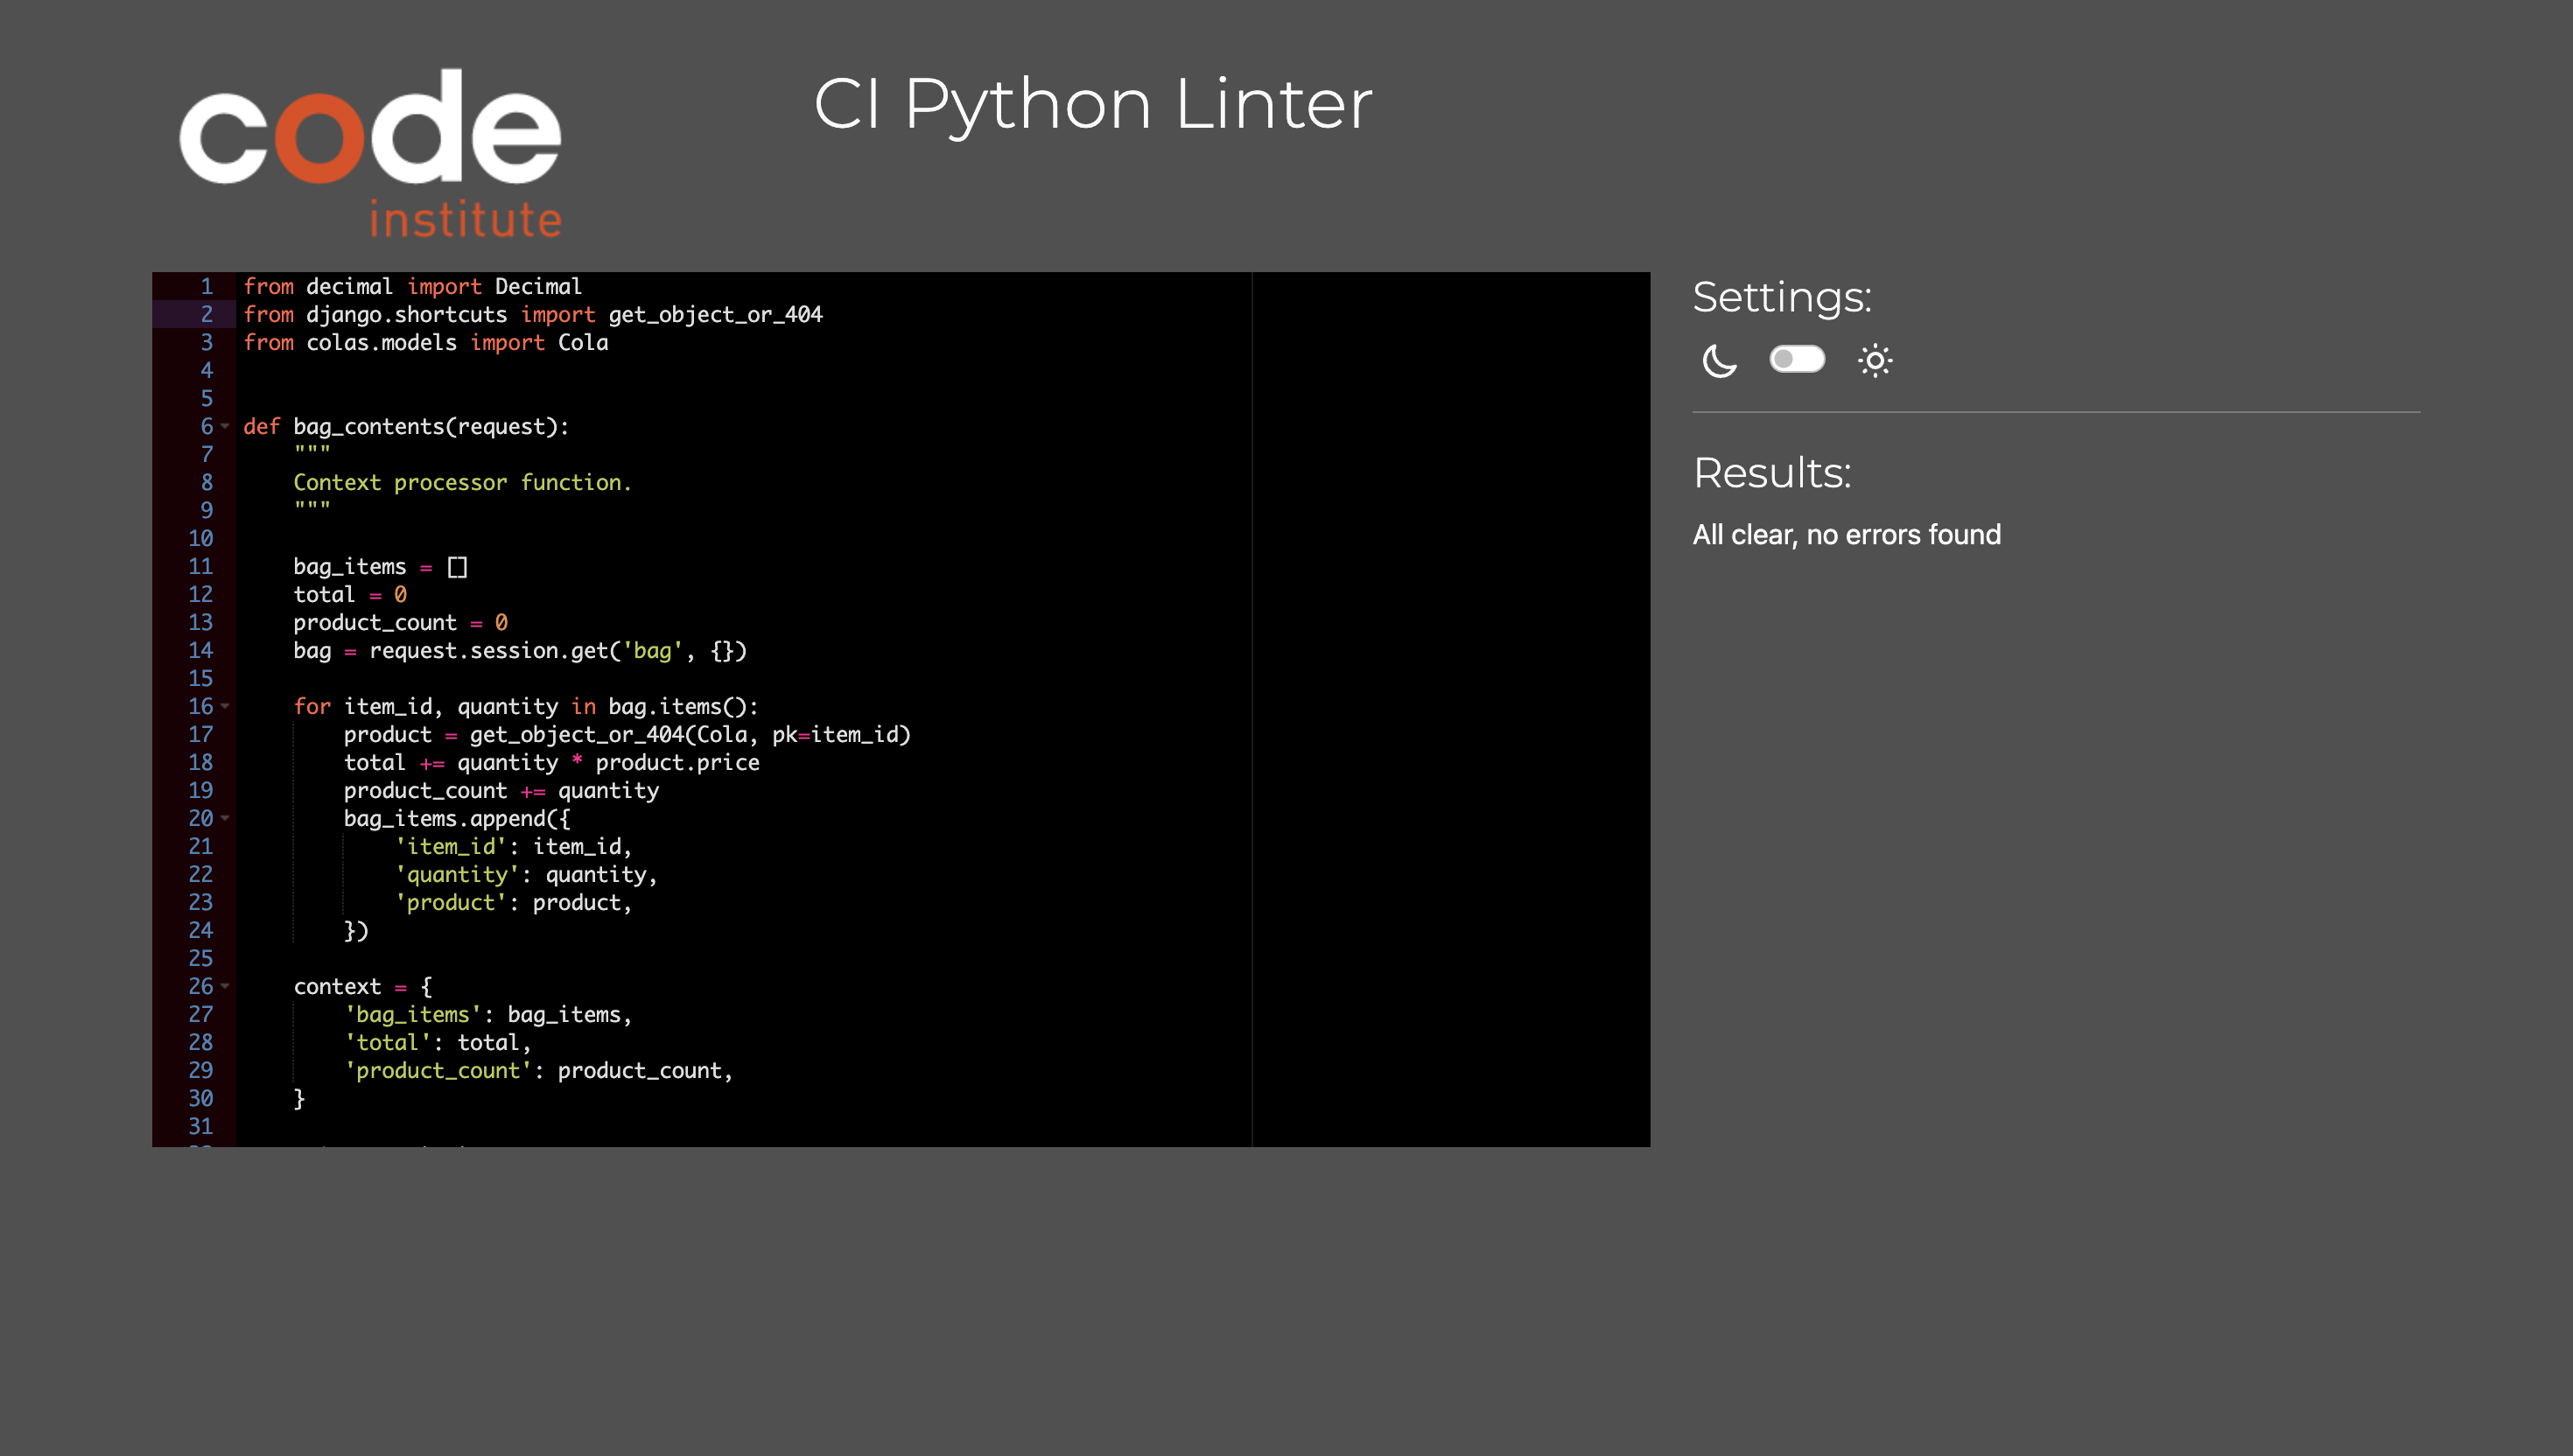 code
institute
CI Python Linter
1 from decimal import Decimal
2 from django.shortcuts import get_object_or_404
3 from colas.models import Cola
4
5
6 def bag_contents(request):
7     """
8     Context processor function.
9     """
10
11     bag_items = []
12     total = 0
13     product_count = 0
14     bag = request.session.get('bag', {})
15
16     for item_id, quantity in bag.items():
17         product = get_object_or_404(Cola, pk=item_id)
18         total += quantity * product.price
19         product_count += quantity
20         bag_items.append({
21             'item_id': item_id,
22             'quantity': quantity,
23             'product': product,
24         })
25
26     context = {
27         'bag_items': bag_items,
28         'total': total,
29         'product_count': product_count,
30     }
31
Settings:
Results:
All clear, no errors found